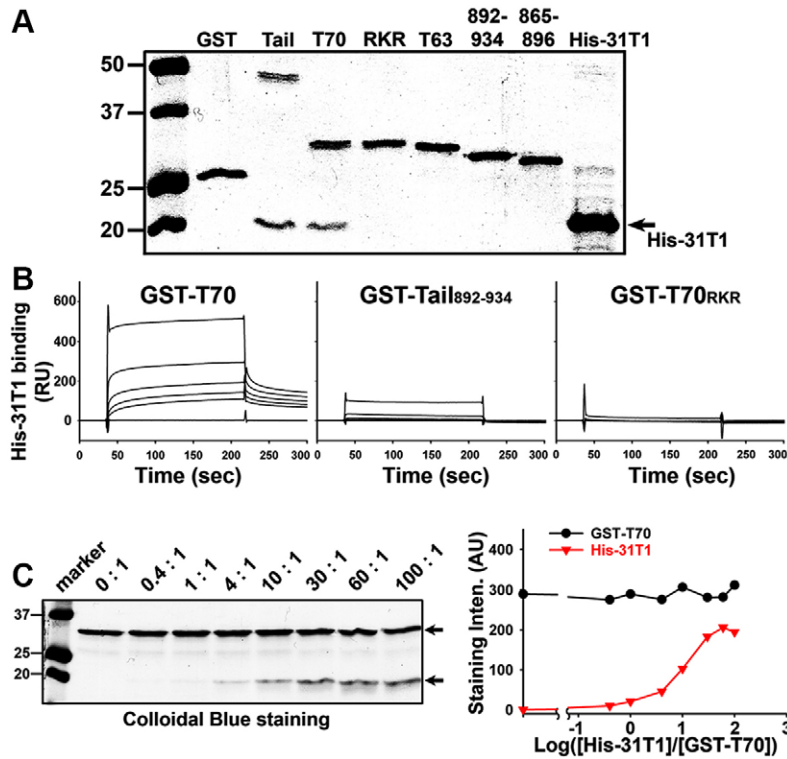 A
GST Tail T70 RKR T63 892-934 865-896 His-31T1
50
37
25
20
His-31T1
B
His-31T1 binding (RU)
600
400
200
0
GST-T70
GST-Tail892-934
GST-T70RKR
0 50 100 150 200 250 300
0 50 100 150 200 250 300
0 50 100 150 200 250 300
Time (sec)
Time (sec)
Time (sec)
C
marker 0 : 1 0.4 : 1 1 : 1 4 : 1 10 : 1 30 : 1 60 : 1 100 : 1
37
25
20
Colloidal Blue staining
GST-T70
His-31T1
Staining Inten. (AU)
400
300
200
100
0
-1 0 1 2 3
Log([His-31T1]/[GST-T70])